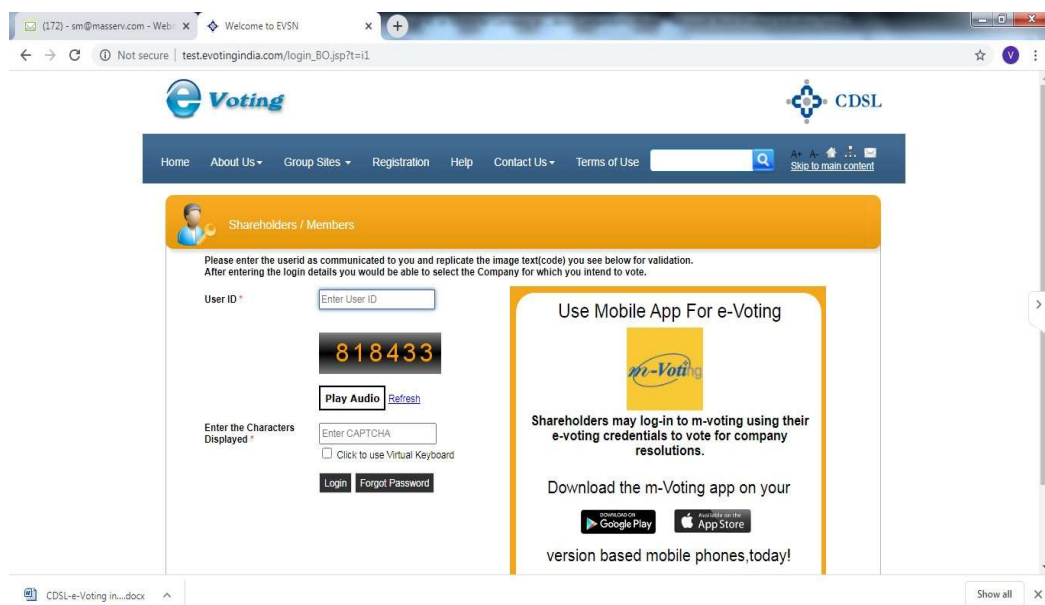 (172) - sm@masserv.com - Web
Welcome to EVSN
Not secure | test.evotingindia.com/login_BO.jsp?t=i1
V
e Voting
CDSL
Home About Us Group Sites Registration Help Contact Us Terms of Use
A+ A-
Skip to main content
Shareholders / Members
Please enter the userid as communicated to you and replicate the image text(code) you see below for validation.
After entering the login details you would be able to select the Company for which you intend to vote.
User ID *
Enter User ID
818433
Play Audio Refresh
Enter the Characters
Displayed *
Enter CAPTCHA
Click to use Virtual Keyboard
Login Forgot Password
Use Mobile App For e-Voting
m-Voting
Shareholders may log-in to m-voting using their
e-voting credentials to vote for company
resolutions.
Download the m-Voting app on your
DOWNLOAD ON
Google Play
Available on the
App Store
version based mobile phones,today!
CDSL-e-Voting in....docx
Show all